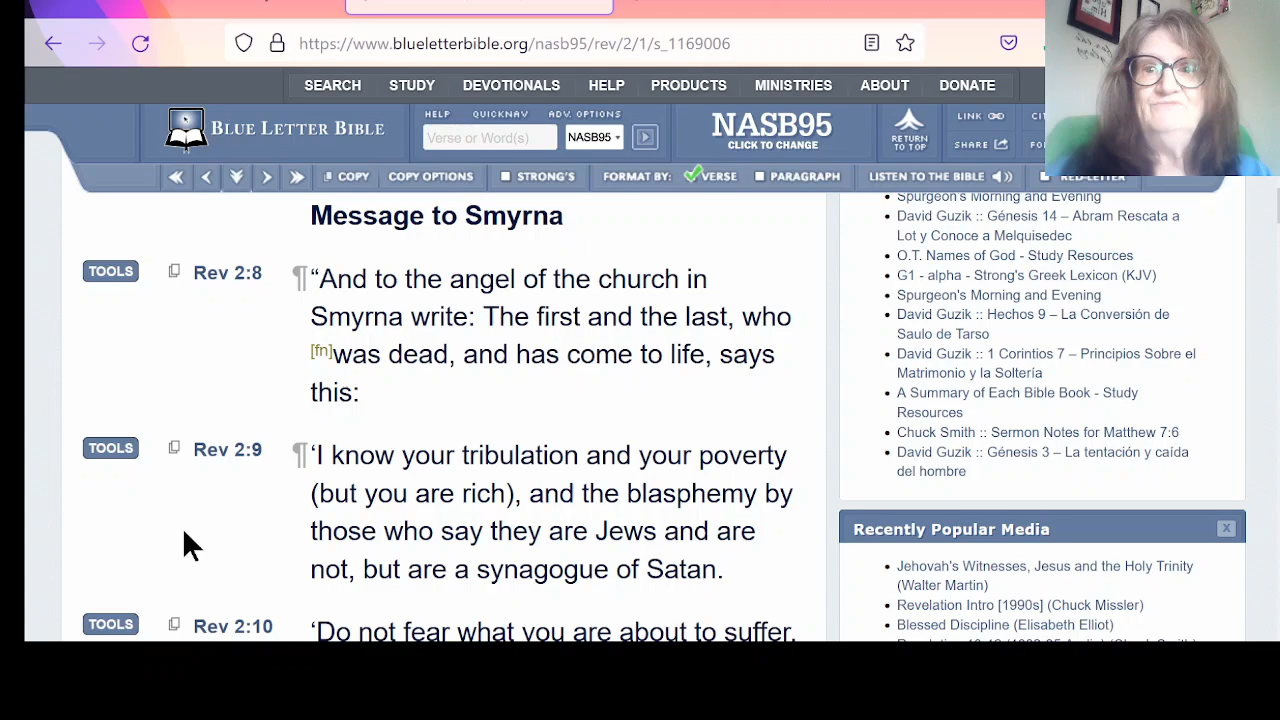 https://www.blueletterbible.org/nasb95/rev/2/1/s_1169006
SEARCH STUDY DEVOTIONALS HELP PRODUCTS MINISTRIES ABOUT DONATE
BLUE LETTER BIBLE
HELP QUICKNAV ADV. OPTIONS
Verse or Word(s) NASB95
NASB95
CLICK TO CHANGE
RETURN
TO TOP
LINK
SHARE
COPY COPY OPTIONS STRONG'S FORMAT BY: VERSE PARAGRAPH LISTEN TO THE BIBLE RED-LETTER
Message to Smyrna
TOOLS Rev 2:8 ¶“And to the angel of the church in
Smyrna write: The first and the last, who
[fn]was dead, and has come to life, says
this:
TOOLS Rev 2:9 ¶‘I know your tribulation and your poverty
(but you are rich), and the blasphemy by
those who say they are Jews and are
not, but are a synagogue of Satan.
TOOLS Rev 2:10 ‘Do not fear what you are about to suffer.
Spurgeon's Morning and Evening
David Guzik :: Génesis 14 – Abram Rescata a
Lot y Conoce a Melquisedec
O.T. Names of God - Study Resources
G1 - alpha - Strong's Greek Lexicon (KJV)
Spurgeon's Morning and Evening
David Guzik :: Hechos 9 – La Conversión de
Saulo de Tarso
David Guzik :: 1 Corintios 7 – Principios Sobre el
Matrimonio y la Soltería
A Summary of Each Bible Book - Study
Resources
Chuck Smith :: Sermon Notes for Matthew 7:6
David Guzik :: Génesis 3 – La tentación y caída
del hombre
Recently Popular Media X
Jehovah's Witnesses, Jesus and the Holy Trinity
(Walter Martin)
Revelation Intro [1990s] (Chuck Missler)
Blessed Discipline (Elisabeth Elliot)